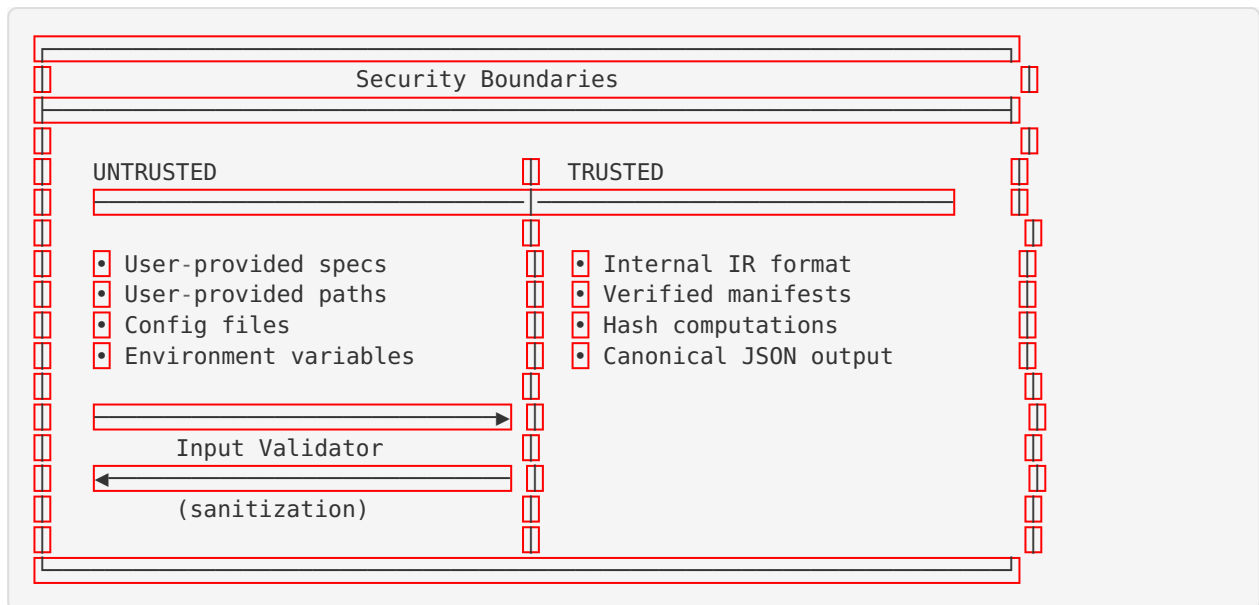 Security Boundaries
UNTRUSTED TRUSTED
• User-provided specs • Internal IR format
• User-provided paths • Verified manifests
• Config files • Hash computations
• Environment variables • Canonical JSON output
Input Validator
(sanitization)